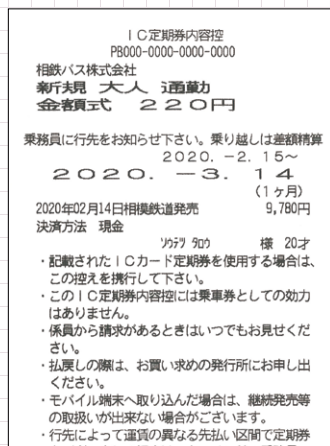 IC定期券内容控
PB000-0000-0000-0000
相鉄バス株式会社
新規 大人 通勤
金額式 220円
乗務員に行先をお知らせ下さい。乗り越しは差額精算
2020. -2. 15~
2020. -3. 14
(1ヶ月)
2020年02月14日相模鉄道発売 9,780円
決済方法 現金
ソウテツ タロウ 様 20才
・記載されたICカード定期券を使用する場合は、
この控えを携行して下さい。
・このIC定期券内容控には乗車券としての効力
はありません。
・係員から請求があるときはいつでもお見せくだ
さい。
・払戻しの際は、お買い求めの発行所にお申し出
ください。
・モバイル端末へ取り込んだ場合は、継続発売等
の取扱いが出来ない場合がございます。
・行先によって運賃の異なる先払い区間で定期券